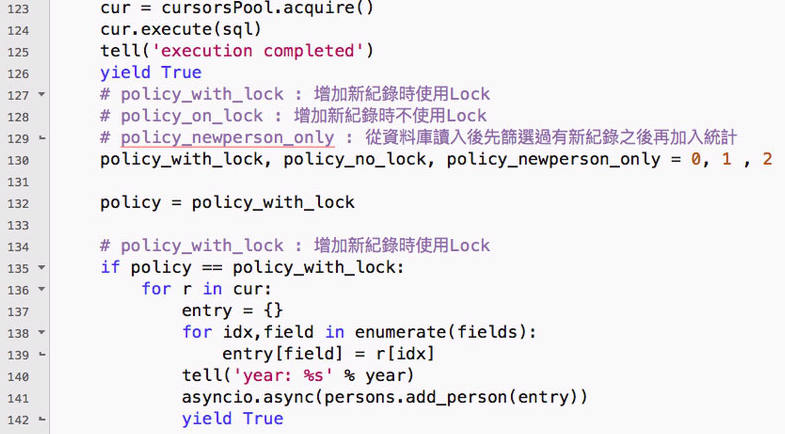 123 cur = cursorsPool.acquire()
124 cur.execute(sql)
125 tell('execution completed')
126 yield True
127 # policy_with_lock : 增加新紀錄時使用Lock
128 # policy_on_lock : 增加新紀錄時不使用Lock
129 # policy_newperson_only : 從資料庫讀入後先篩選過有新紀錄之後再加入統計
130 policy_with_lock, policy_no_lock, policy_newperson_only = 0, 1 , 2
131
132 policy = policy_with_lock
133
134 # policy_with_lock : 增加新紀錄時使用Lock
135 if policy == policy_with_lock:
136 for r in cur:
137 entry = {}
138 for idx,field in enumerate(fields):
139 entry[field] = r[idx]
140 tell('year: %s' % year)
141 asyncio.async(persons.add_person(entry))
142 yield True